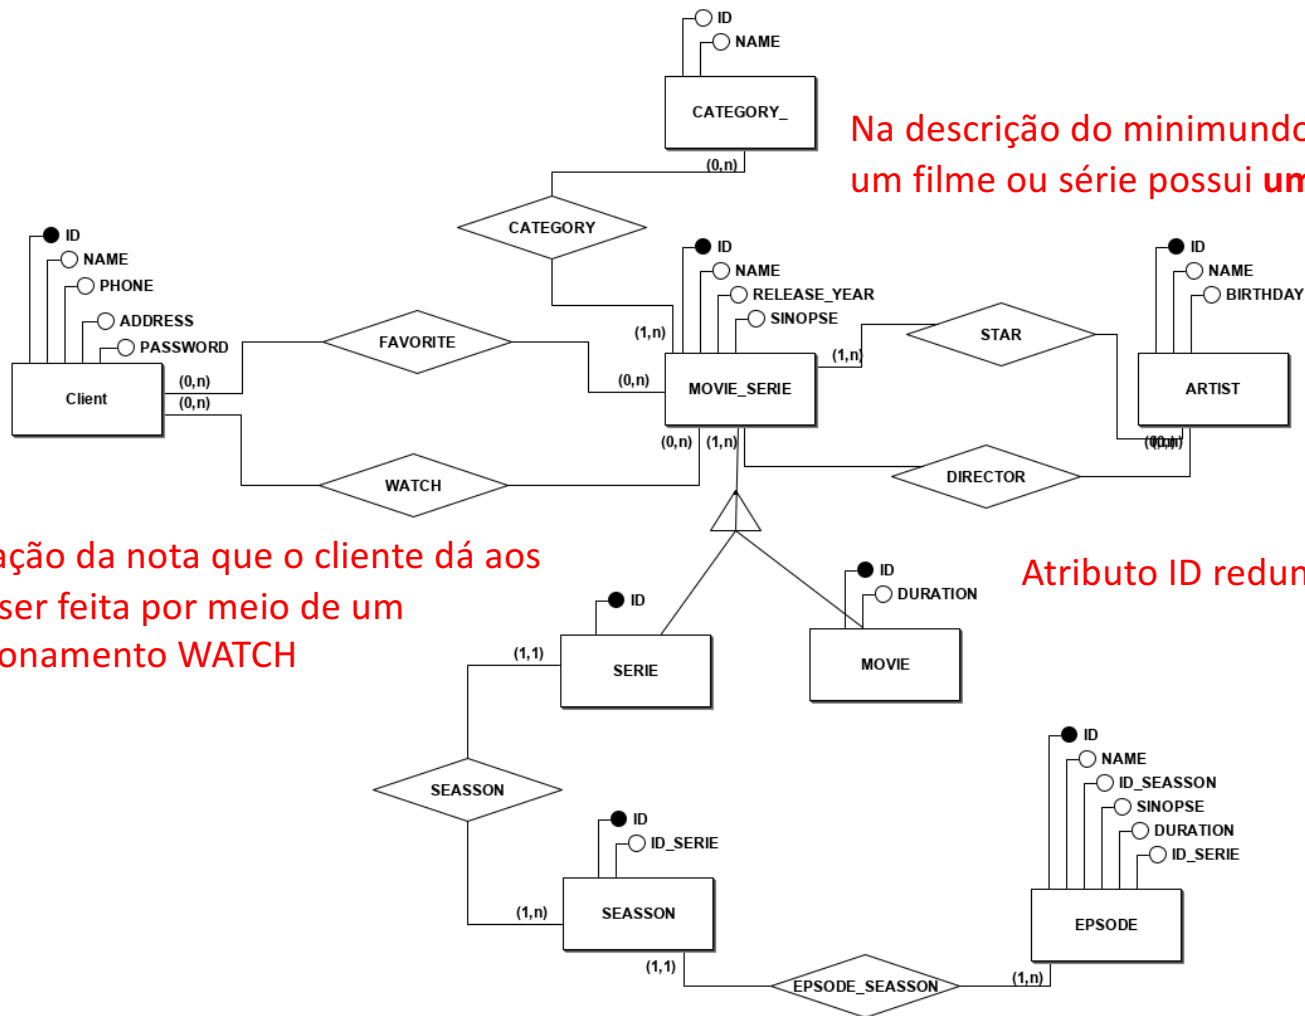 ID
NAME
CATEGORY_
(0,n)
Na descrição do minimundo
um filme ou série possui
CATEGORY
ID
NAME
PHONE
ADDRESS
PASSWORD
Client
(0,n)
(0,n)
FAVORITE
(0,n)
WATCH
(1,n)
ID
NAME
RELEASE_YEAR
SINOPSE
MOVIE_SERIE
(0,n)
(1,n)
(1,n)
STAR
DIRECTOR
ID
NAME
BIRTHDAY
ARTIST
da nota que o cliente dá aos
ser feita por meio de um
WATCH
Atributo ID
ID
DURATION
MOVIE
ID
SERIE
(1,1)
SEASSON
(1,n)
ID
ID_SERIE
SEASSON
(1,1)
EPSODE_SEASSON
(1,n)
ID
NAME
ID_SEASSON
SINOPSE
DURATION
ID_SERIE
EPSODE